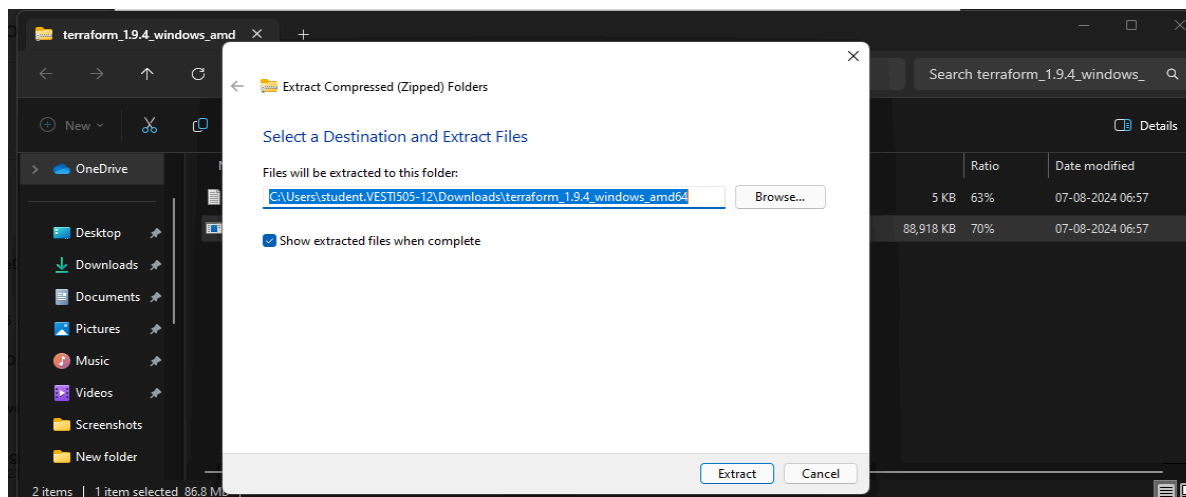 terraform_1.9.4_windows_amd
Search terraform_1.9.4_windows_
New
Details
Extract Compressed (Zipped) Folders
Select a Destination and Extract Files
Files will be extracted to this folder:
C:\Users\student.VESTI505-12\Downloads\terraform_1.9.4_windows_amd64
Browse...
Show extracted files when complete
Extract
Cancel
OneDrive
Desktop
Downloads
Documents
Pictures
Music
Videos
Screenshots
New folder
Ratio Date modified
5 KB 63% 07-08-2024 06:57
88,918 KB 70% 07-08-2024 06:57
2 items 1 item selected 86.8 M